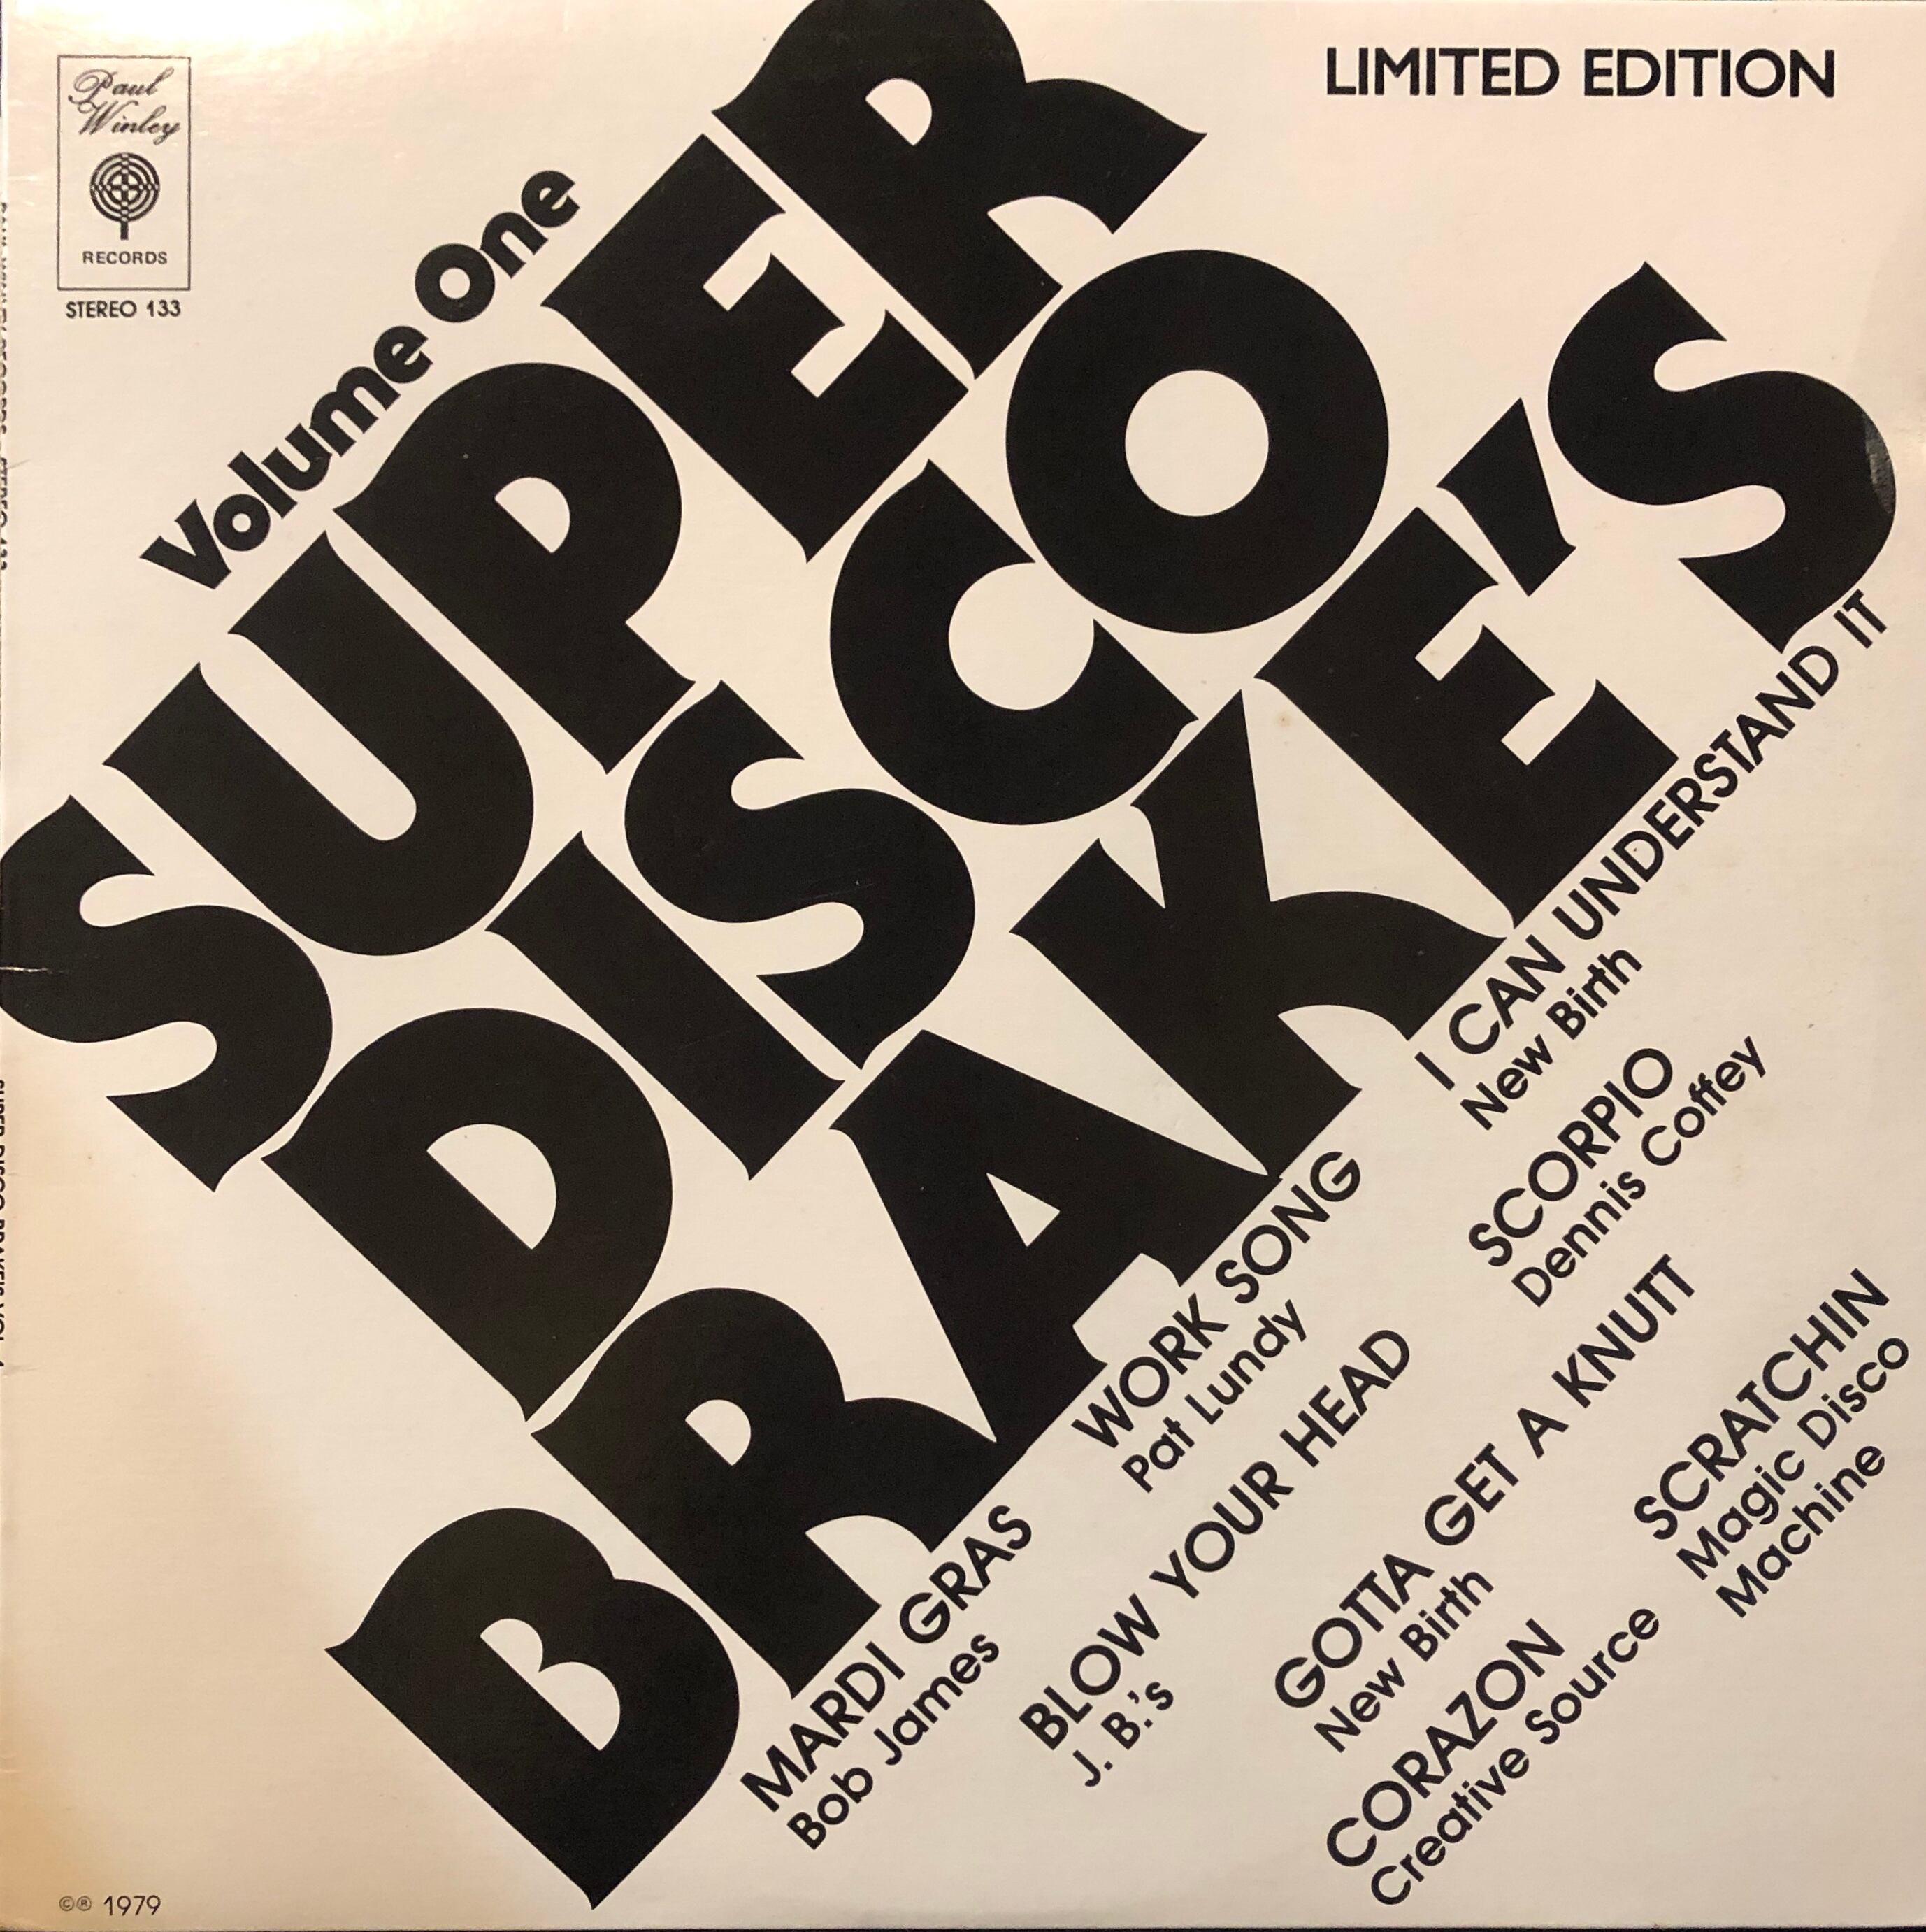 Paul
Winley
RECORDS
STEREO 133
LIMITED EDITION
Volume One
SUPER
DISCO
BRAKE'S
I CAN UNDERSTAND IT
New Birth
SCORPIO
Dennis Coffey
WORK SONG
Pat Lundy
MARDI GRAS
Bob James
BLOW YOUR HEAD
J. B.'s
GOTTA GET A KNUTT
New Birth
SCRATCHIN
Magic Disco
Machine
CORAZON
Creative Source
©® 1979